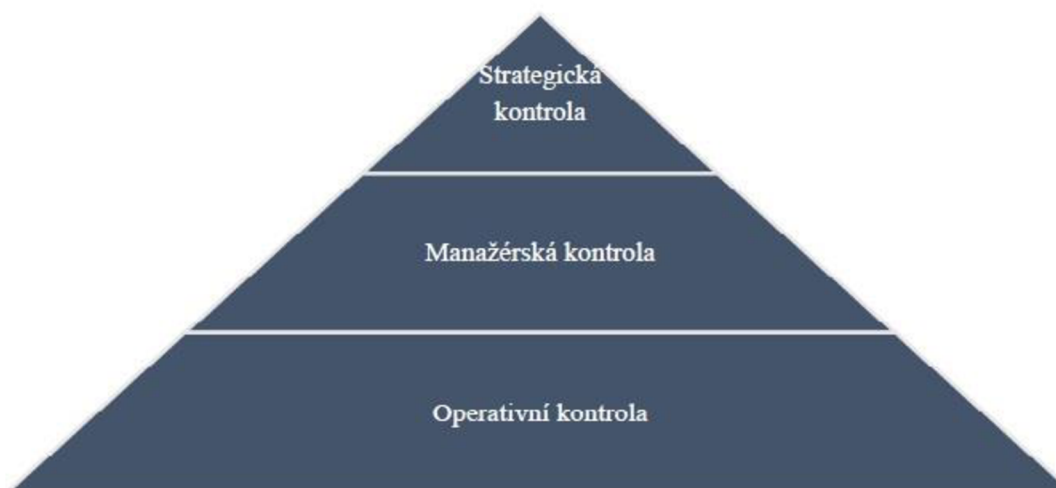 Strategická
kontrola
Manažérská kontrola
Operativní kontrola